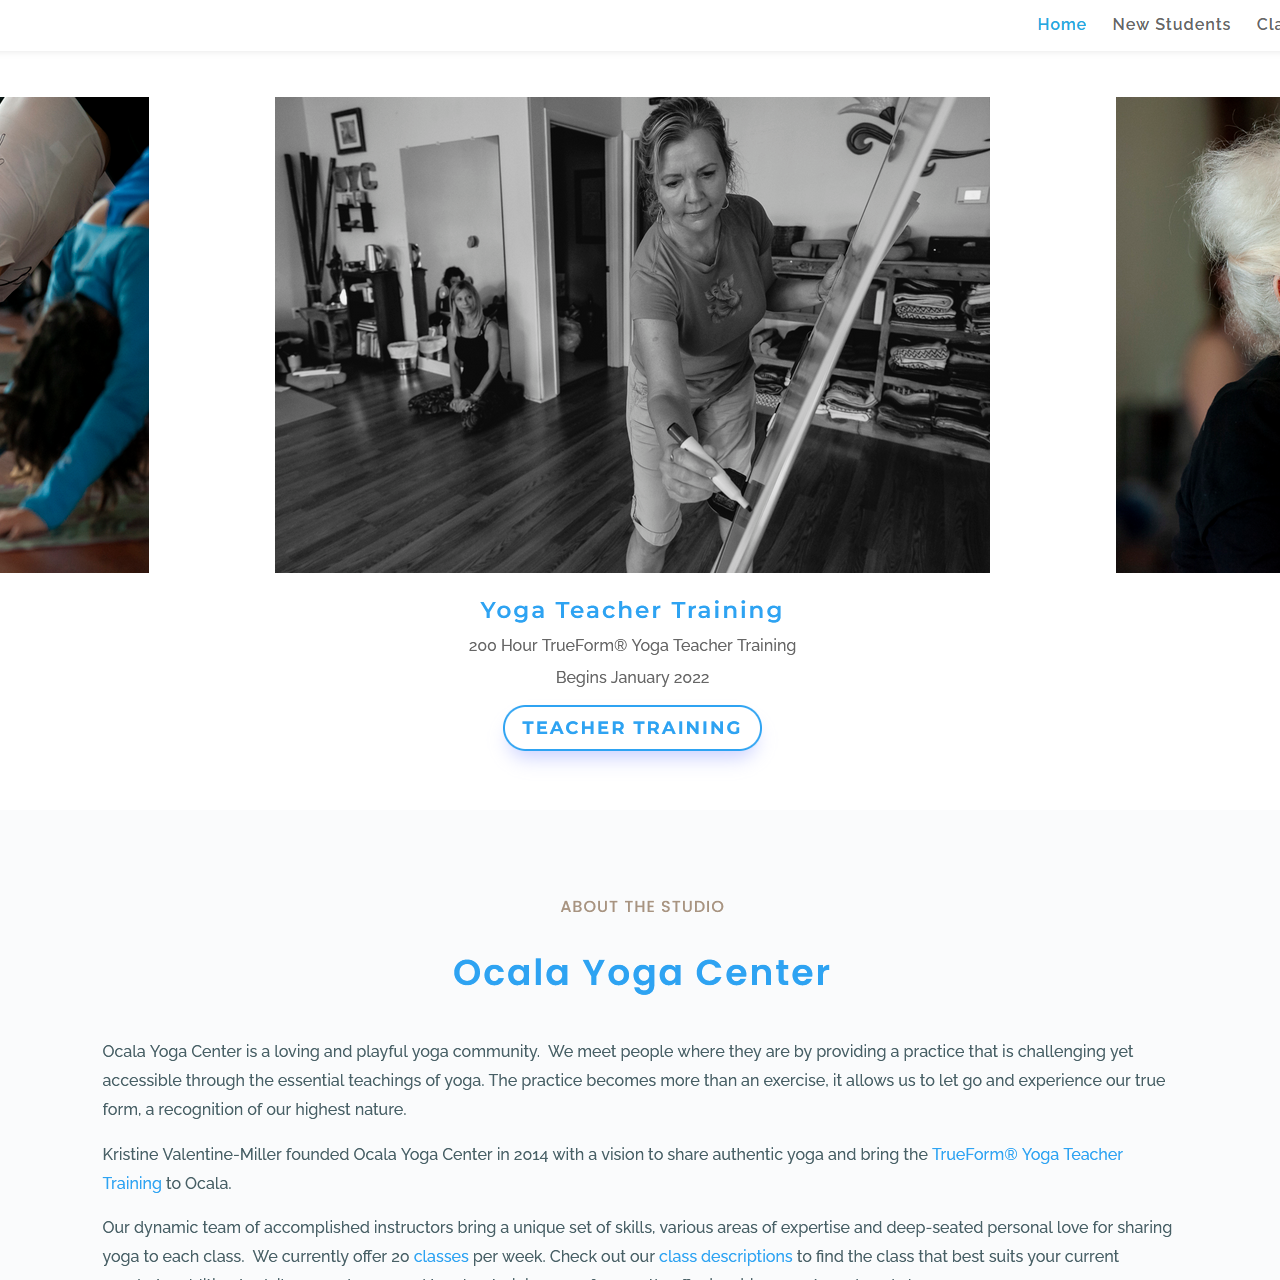 Home New Students
Yoga Teacher Training
200 Hour TrueForm® Yoga Teacher Training
Begins January 2022
TEACHER TRAINING
ABOUT THE STUDIO
Ocala Yoga Center
Ocala Yoga Center is a loving and playful yoga community.  We meet people where they are by providing a practice that is challenging yet
accessible through the essential teachings of yoga. The practice becomes more than an exercise, it allows us to let go and experience our true
form, a recognition of our highest nature.
Kristine Valentine-Miller founded Ocala Yoga Center in 2014 with a vision to share authentic yoga and bring the TrueForm® Yoga Teacher
Training to Ocala.
Our dynamic team of accomplished instructors bring a unique set of skills, various areas of expertise and deep-seated personal love for sharing
yoga to each class.  We currently offer 20 classes per week. Check out our class descriptions to find the class that best suits your current